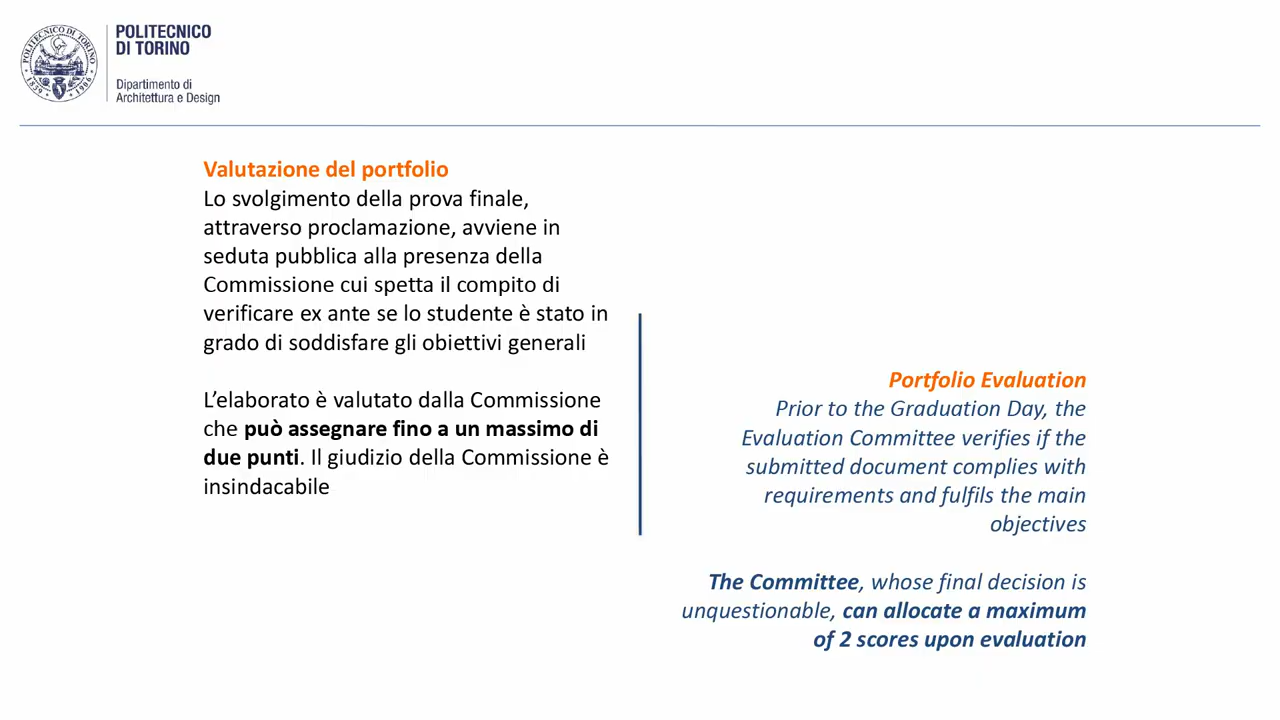 POLITECNICO DI TORINO
1859
1906
POLITECNICO
DI TORINO
Dipartimento di
Architettura e Design
Valutazione del portfolio
Lo svolgimento della prova finale,
attraverso proclamazione, avviene in
seduta pubblica alla presenza della
Commissione cui spetta il compito di
verificare ex ante se lo studente è stato in
grado di soddisfare gli obiettivi generali
L’elaborato è valutato dalla Commissione
che può assegnare fino a un massimo di
due punti. Il giudizio della Commissione è
insindacabile
Portfolio Evaluation
Prior to the Graduation Day, the
Evaluation Committee verifies if the
submitted document complies with
requirements and fulfils the main
objectives
The Committee, whose final decision is
unquestionable, can allocate a maximum
of 2 scores upon evaluation